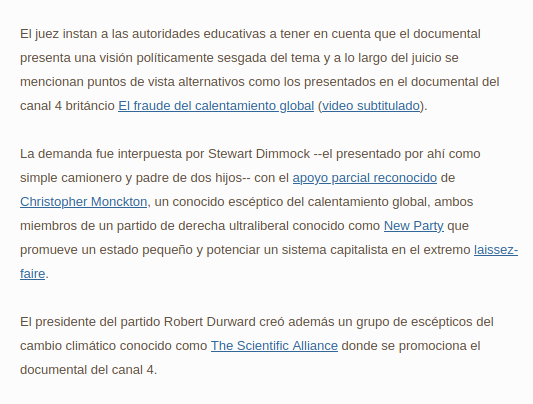 El juez instan a las autoridades educativas a tener en cuenta que el documental
presenta una visión políticamente sesgada del tema y a lo largo del juicio se
mencionan puntos de vista alternativos como los presentados en el documental del
canal 4 británcio El fraude del calentamiento global (video subtitulado).
La demanda fue interpuesta por Stewart Dimmock --el presentado por ahí como
simple camionero y padre de dos hijos-- con el apoyo parcial reconocido de
Christopher Monckton, un conocido escéptico del calentamiento global, ambos
miembros de un partido de derecha ultraliberal conocido como New Party que
promueve un estado pequeño y potenciar un sistema capitalista en el extremo laissez-
faire.
El presidente del partido Robert Durward creó además un grupo de escépticos del
cambio climático conocido como The Scientific Alliance donde se promociona el
documental del canal 4.